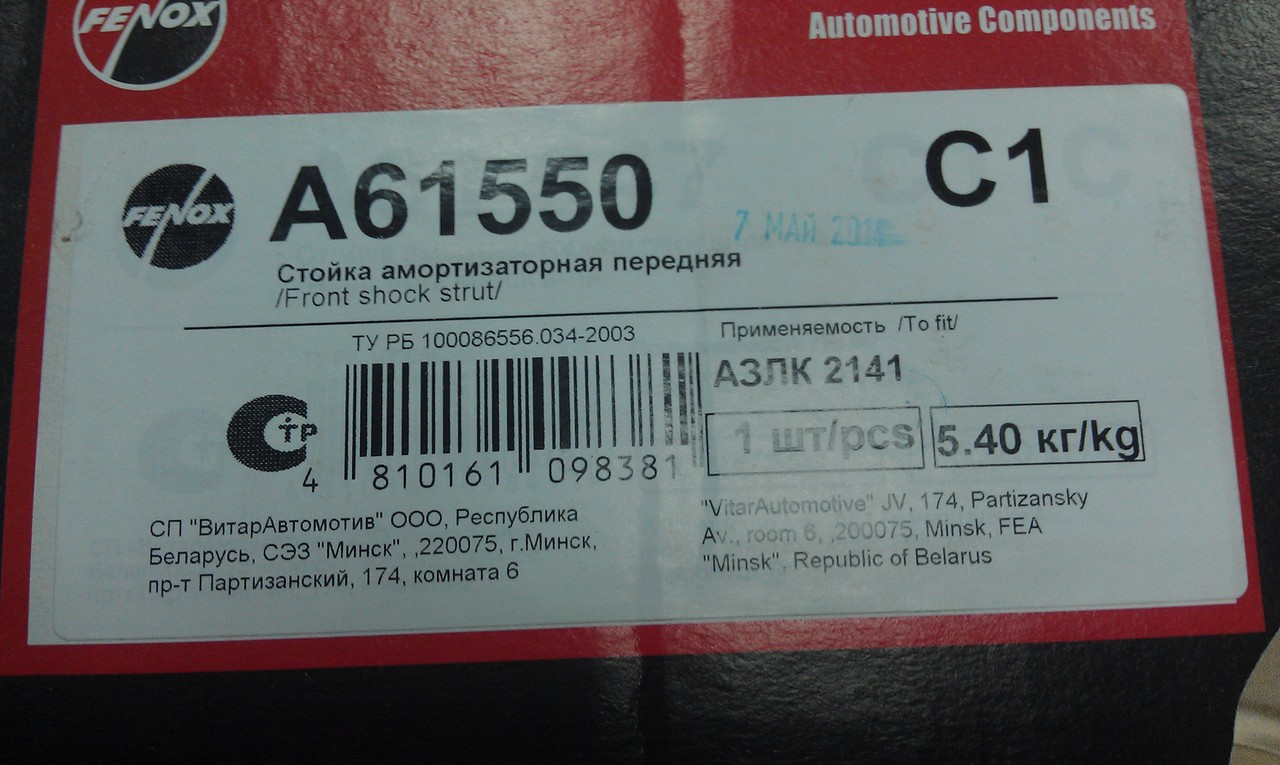 FENOX
Automotive Components
FENOX
A61550
C1
7 МАЙ
Стойка амортизаторная передняя
/Front shock strut/
ТУ РБ 100086556.034-2003
Применяемость /To fit/
АЗЛК 2141
1 шт/pcs
5.40 кг/kg
СТР
4 810161 098381
СП "ВитарАвтомотив" ООО, Республика
Беларусь, СЭЗ "Минск", ,220075, г.Минск,
пр-т Партизанский, 174, комната 6
"VitarAutomotive" JV, 174, Partizansky
Av., room 6, ,200075, Minsk, FEA
"Minsk", Republic of Belarus